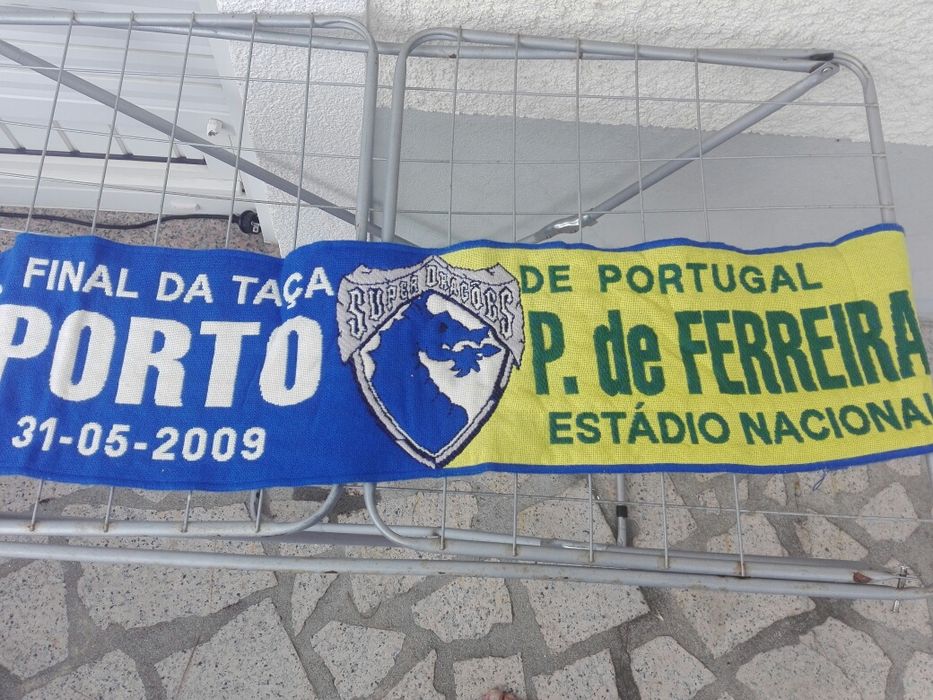 FINAL DA TAÇA
PORTO
31-05-2009
SUPER DRAGÕES
DE PORTUGAL
P. de FERREIRA
ESTÁDIO NACIONAL